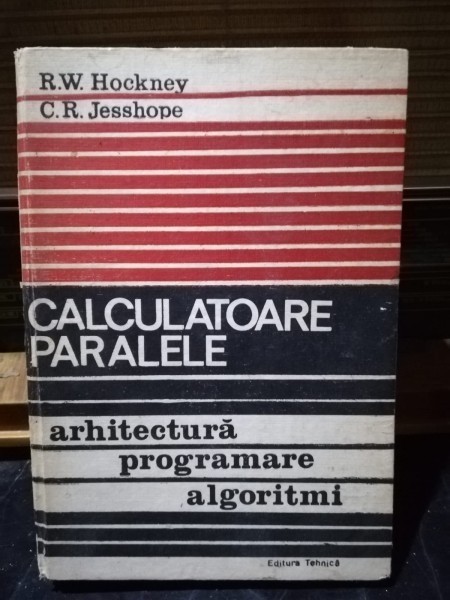 R.W. Hockney
C.R. Jesshope
CALCULATOARE
PARALELE
arhitectură
programare
algoritmi
Editura Tehnică